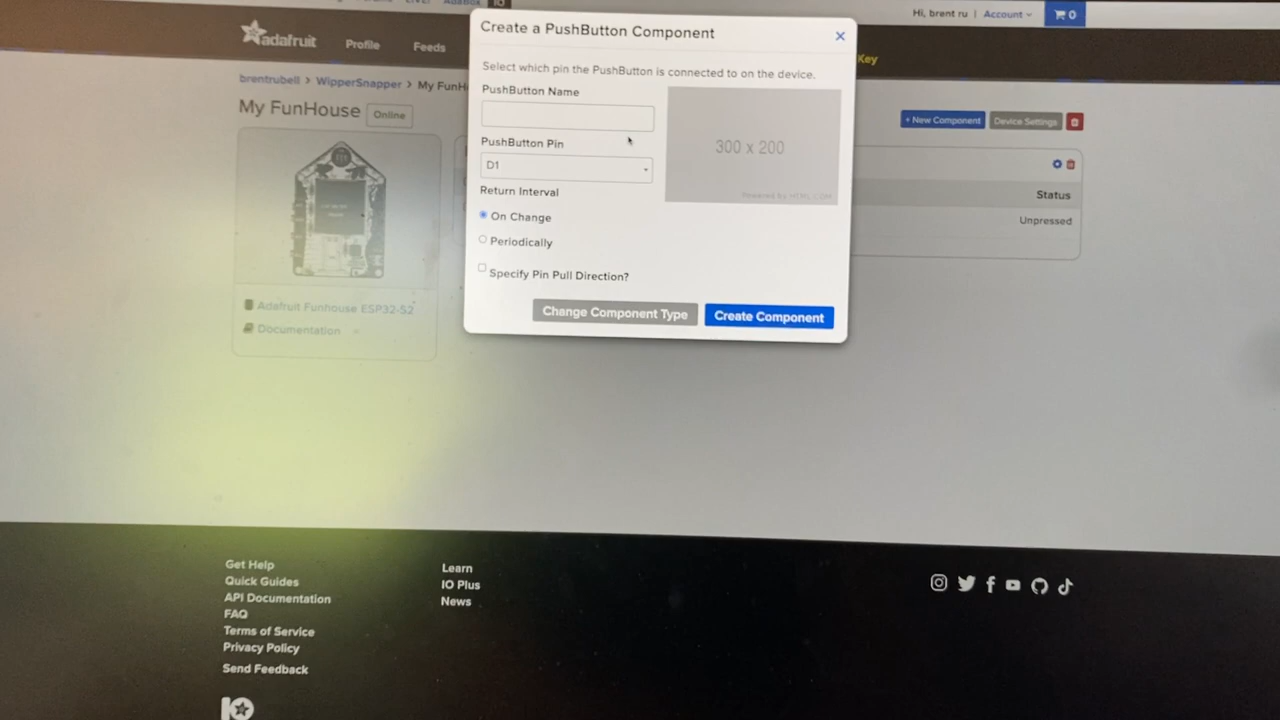 Hi, brent ru | Account
0
adafruit
Profile
Feeds
Key
brentrubell > WipperSnapper > My FunH
My FunHouse
Online
+ New Component
Device Settings
Create a PushButton Component
Select which pin the PushButton is connected to on the device.
PushButton Name
PushButton Pin
D1
Return Interval
On Change
Periodically
Specify Pin Pull Direction?
300 x 200
Powered by HTML.COM
Change Component Type
Create Component
Status
Unpressed
Adafruit Funhouse ESP32-S2
Documentation
Get Help
Quick Guides
API Documentation
FAQ
Terms of Service
Privacy Policy
Send Feedback
Learn
IO Plus
News